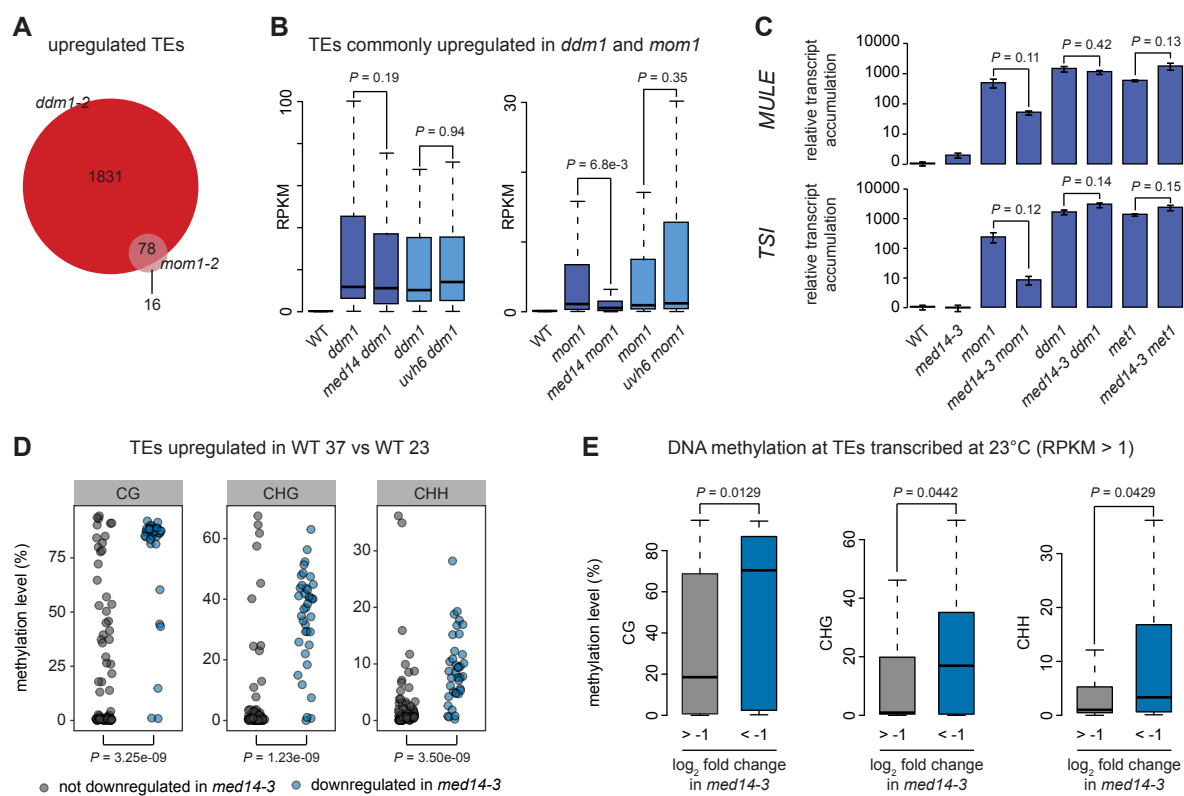 A
upregulated TEs
ddm1-2
1831
78
mom1-2
16
B
TEs commonly upregulated in ddm1 and mom1
RPKM
100
0
P = 0.19
P = 0.94
WT
ddm1
med14 ddm1
ddm1
uvh6 ddm1
RPKM
30
0
P = 6.8e-3
P = 0.35
WT
mom1
med14 mom1
mom1
uvh6 mom1
C
MULE
relative transcript
accumulation
10000
1000
100
10
0
P = 0.11
P = 0.42
P = 0.13
TSI
relative transcript
accumulation
10000
1000
100
10
0
P = 0.12
P = 0.14
P = 0.15
WT
med14-3
mom1
med14-3 mom1
ddm1
med14-3 ddm1
met1
med14-3 met1
D
TEs upregulated in WT 37 vs WT 23
methylation level (%)
CG
75
50
25
0
P = 3.25e-09
CHG
60
40
20
0
P = 1.23e-09
CHH
30
20
10
0
P = 3.50e-09
not downregulated in med14-3
downregulated in med14-3
E
DNA methylation at TEs transcribed at 23°C (RPKM > 1)
methylation level (%)
CG
80
60
40
20
0
P = 0.0129
> -1
< -1
log2 fold change
in med14-3
CHG
60
40
20
0
P = 0.0442
> -1
< -1
log2 fold change
in med14-3
CHH
30
20
10
0
P = 0.0429
> -1
< -1
log2 fold change
in med14-3